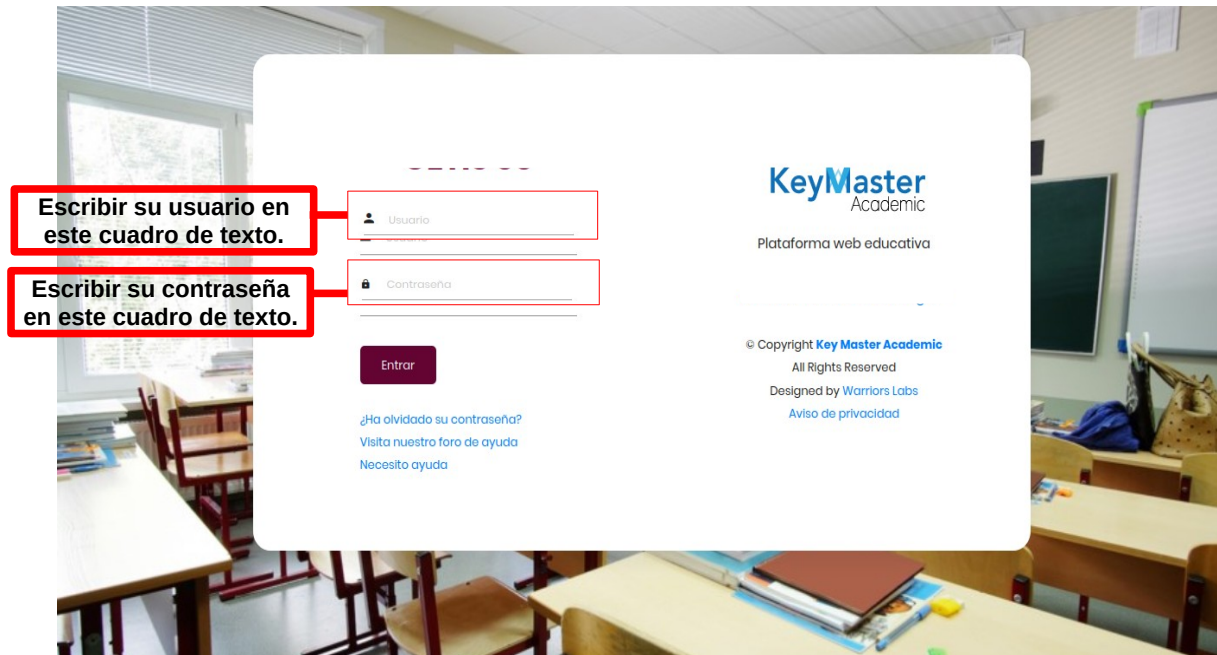 Escribir su usuario en
este cuadro de texto.
Usuario
Escribir su contraseña
en este cuadro de texto.
Contraseña
Entrar
¿Ha olvidado su contraseña?
Visita nuestro foro de ayuda
Necesito ayuda
KeyMaster
Academic
Plataforma web educativa
© Copyright Key Master Academic
All Rights Reserved
Designed by Warriors Labs
Aviso de privacidad